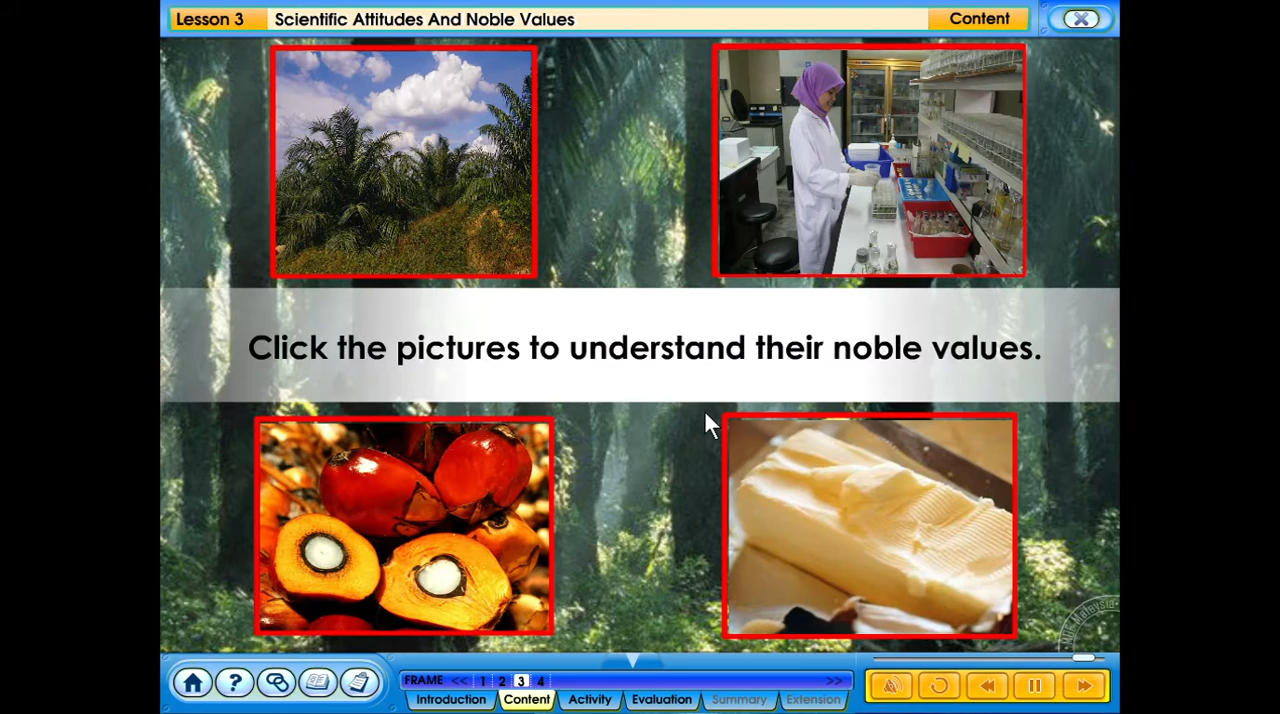 Lesson 3
Scientific Attitudes And Noble Values
Content
Click the pictures to understand their noble values.
FRAME << 1 2 3 4 >>
Introduction
Content
Activity
Evaluation
Summary
Extension